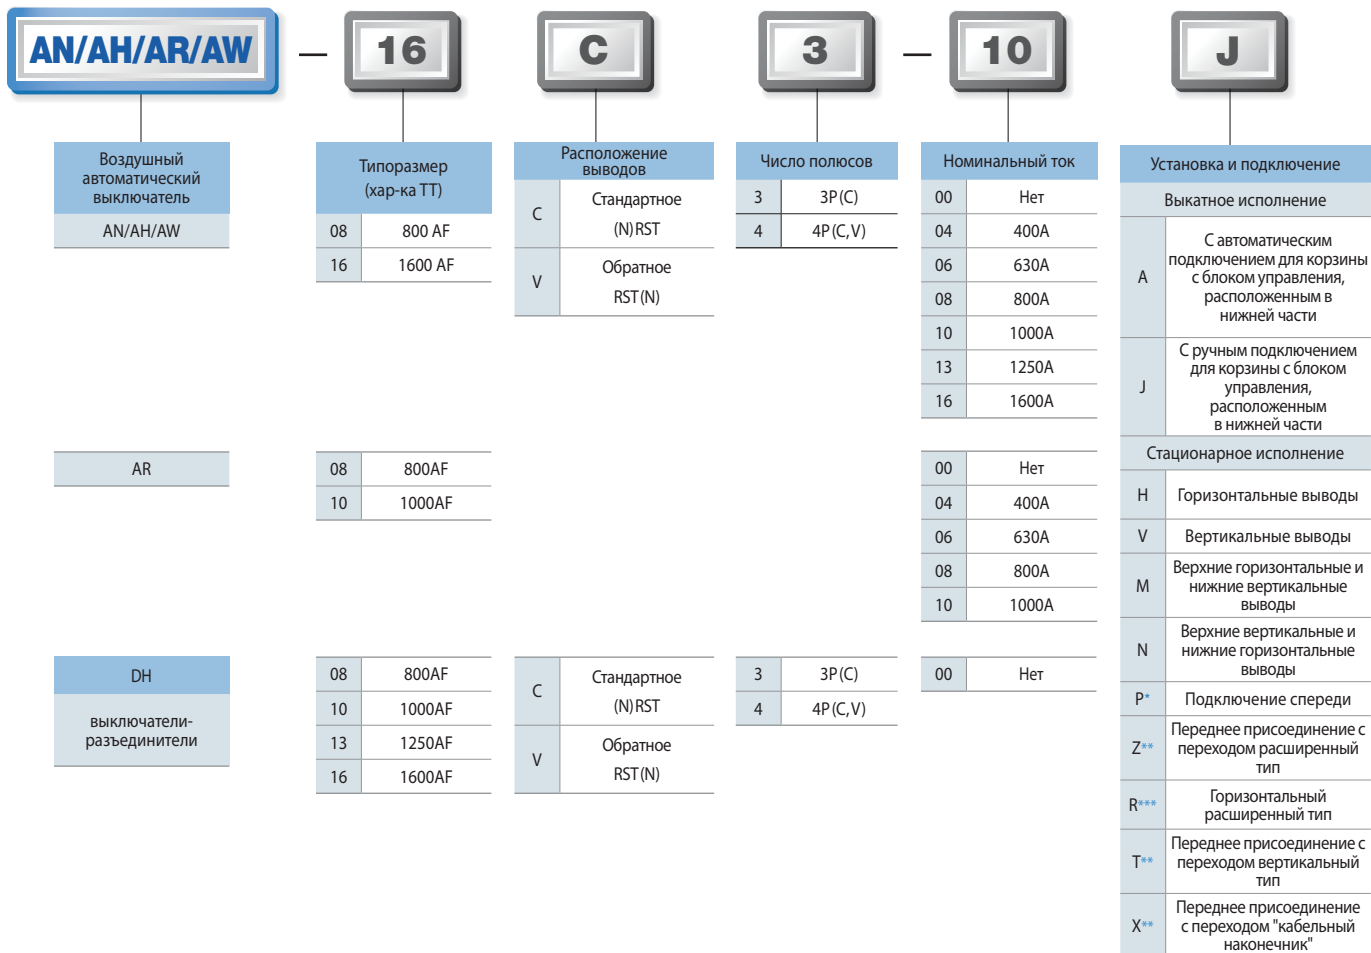 AN/AH/AR/AW – 16 C 3 – 10 J
Воздушный
автоматический
выключатель
AN/AH/AW
AR
DH
выключатели-
разъединители
Типоразмер
(хар-ка ТТ)
08 800 AF
16 1600 AF
08 800AF
10 1000AF
08 800AF
10 1000AF
13 1250AF
16 1600AF
Расположение
выводов
C Стандартное
(N)RST
V Обратное
RST(N)
C Стандартное
(N)RST
V Обратное
RST(N)
Число полюсов
3 3P(C)
4 4P(C,V)
3 3P(C)
4 4P(C,V)
Номинальный ток
00 Нет
04 400A
06 630A
08 800A
10 1000A
13 1250A
16 1600A
00 Нет
04 400A
06 630A
08 800A
10 1000A
00 Нет
Установка и подключение
Выкатное исполнение
A С автоматическим
подключением для корзины
с блоком управления,
расположенным в
нижней части
J С ручным подключением
для корзины с блоком
управления,
расположенным
в нижней части
Стационарное исполнение
H Горизонтальные выводы
V Вертикальные выводы
M Верхние горизонтальные и
нижние вертикальные
выводы
N Верхние вертикальные и
нижние горизонтальные
выводы
P* Подключение спереди
Z** Переднее присоединение с
переходом расширенный
тип
R*** Горизонтальный
расширенный тип
T** Переднее присоединение с
переходом вертикальный
тип
X** Переднее присоединение
с переходом "кабельный
наконечник"